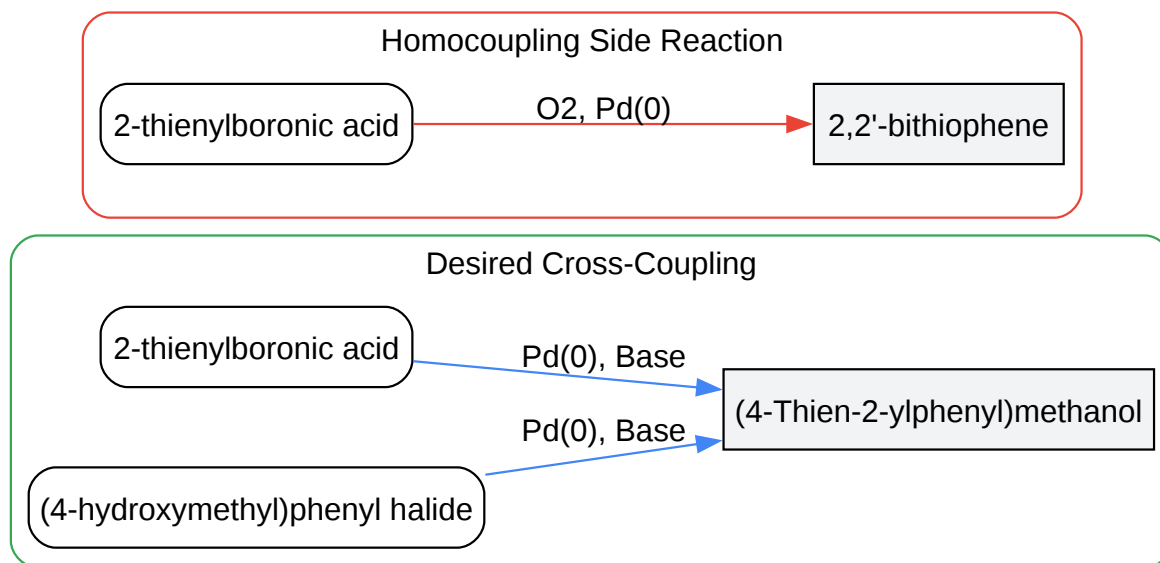 Homocoupling Side Reaction
2-thienylboronic acid
O2, Pd(0)
2,2'-bithiophene
Desired Cross-Coupling
2-thienylboronic acid
Pd(0), Base
(4-Thien-2-ylphenyl)methanol
Pd(0), Base
(4-hydroxymethyl)phenyl halide